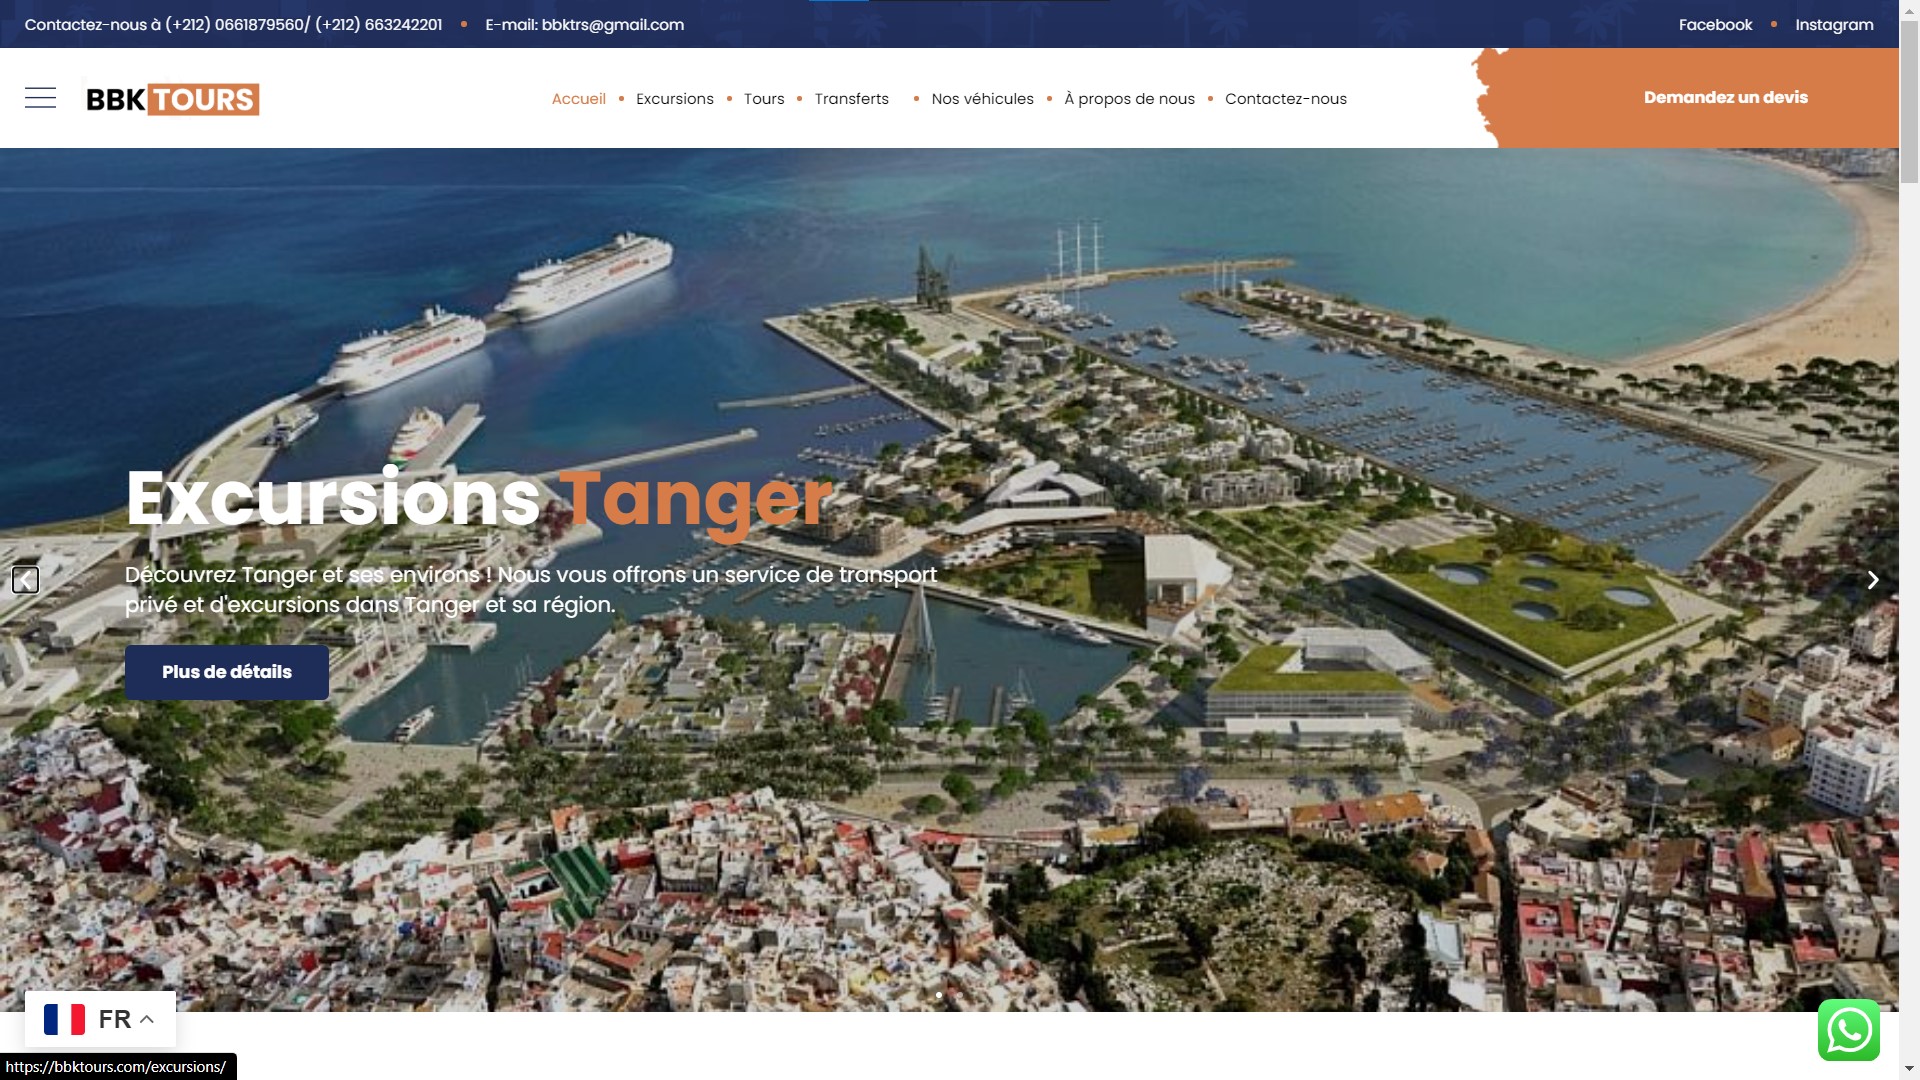 Contactez-nous à (+212) 0661879560/ (+212) 663242201 • E-mail: bbktrs@gmail.com
Facebook • Instagram
BBK TOURS
Accueil • Excursions • Tours • Transferts • Nos véhicules • À propos de nous • Contactez-nous
Demandez un devis
Excursions Tanger
Découvrez Tanger et ses environs ! Nous vous offrons un service de transport
privé et d'excursions dans Tanger et sa région.
Plus de détails
FR
https://bbktours.com/excursions/